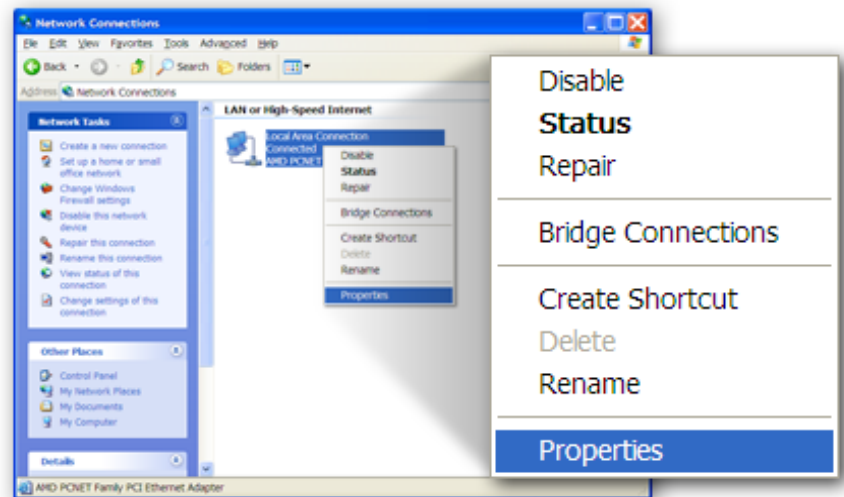 Network Connections
File Edit View Favorites Tools Advanced Help
Back Search Folders
Address Network Connections
Network Tasks
Create a new connection
Set up a home or small
office network
Change Windows
Firewall settings
Disable this network
device
Repair this connection
Rename this connection
View status of this
connection
Change settings of this
connection
Other Places
Control Panel
My Network Places
My Documents
My Computer
Details
LAN or High-Speed Internet
Local Area Connection
Connected
AMD PCNET
Disable
Status
Repair
Bridge Connections
Create Shortcut
Delete
Rename
Properties
Disable
Status
Repair
Bridge Connections
Create Shortcut
Delete
Rename
Properties
AMD PCNET Family PCI Ethernet Adapter